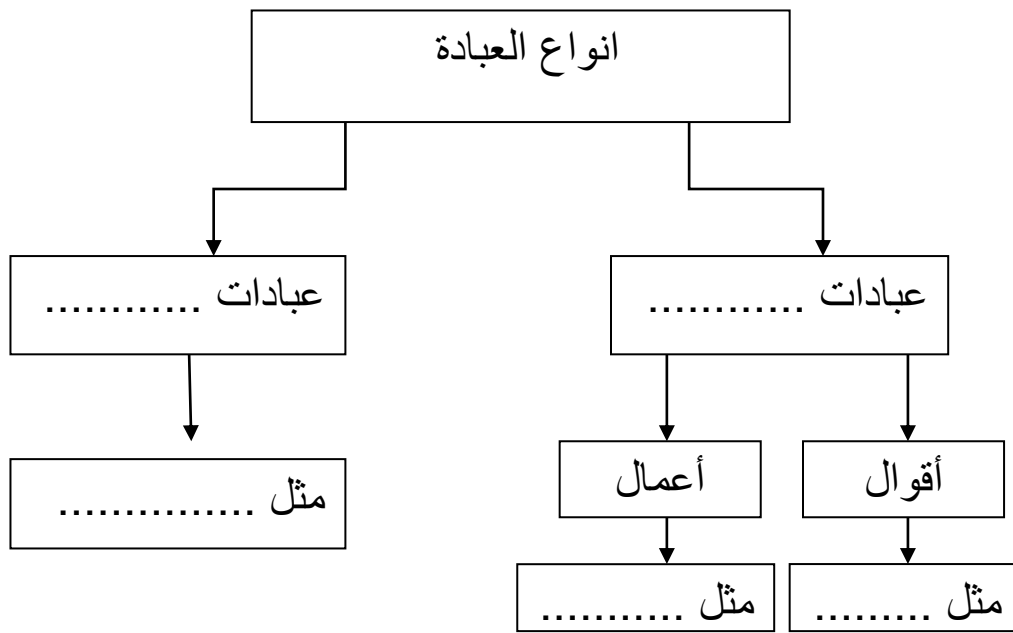 انواع العبادة
عبادات ............
عبادات ............
أقوال
أعمال
مثل ...............
مثل .........
مثل ...........